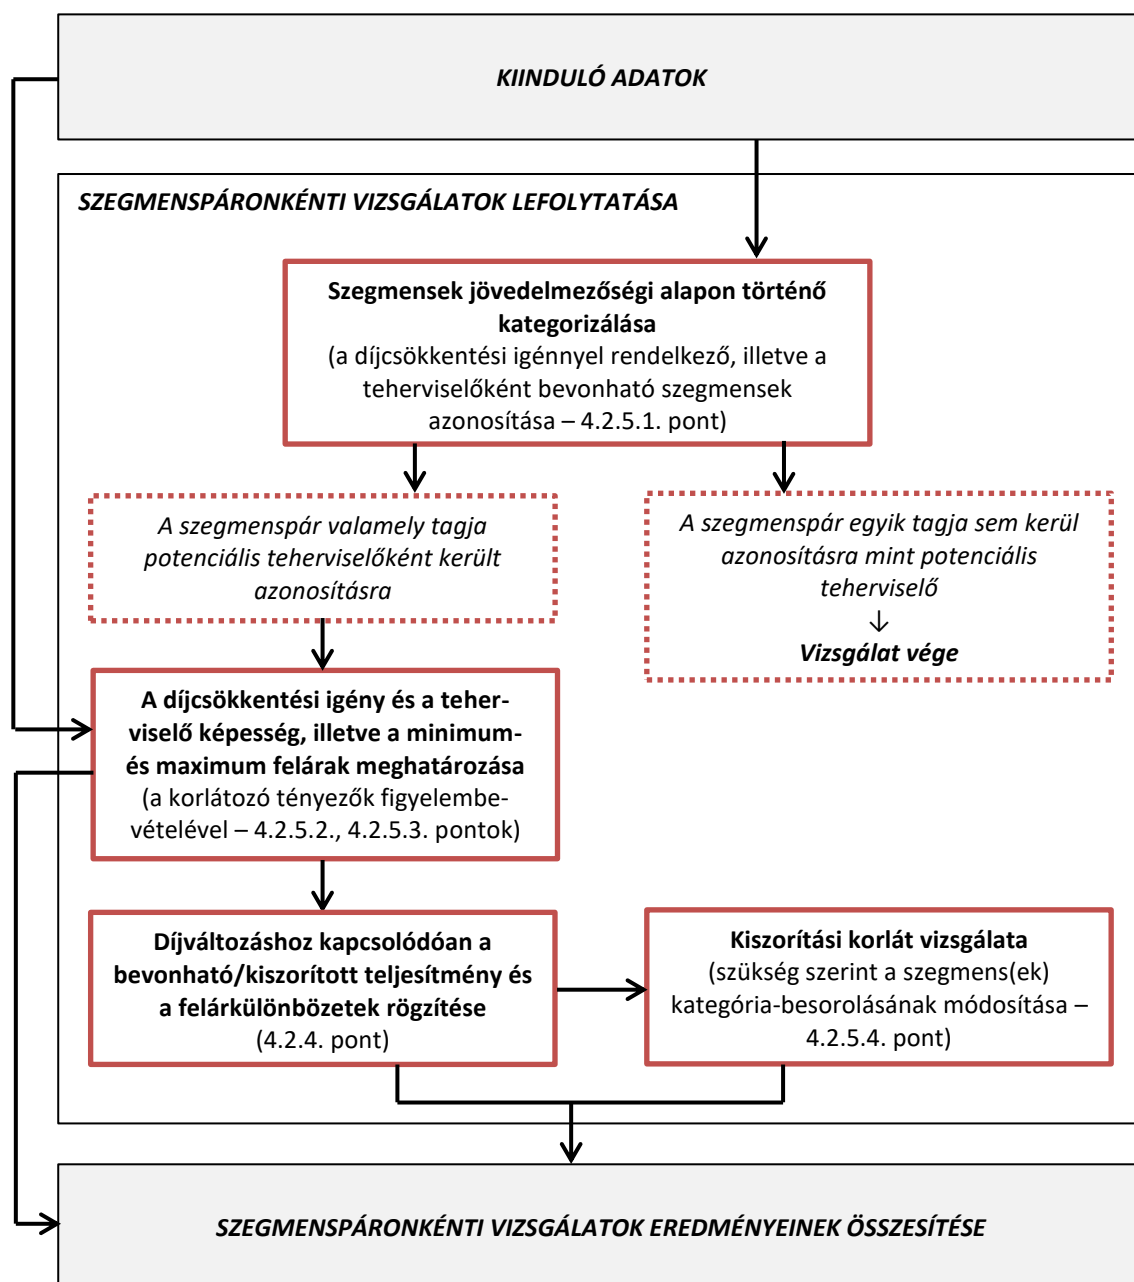 KIINDULÓ ADATOK
SZEGMENSPÁRONKÉNTI VIZSGÁLATOK LEFOLYTATÁSA
Szegmensek jövedelmezőségi alapon történő
kategorizálása
(a díjcsökkentési igénnyel rendelkező, illetve a
teherviselőként bevonható szegmensek
azonosítása – 4.2.5.1. pont)
A szegmenspár valamely tagja
potenciális teherviselőként került
azonosításra
A szegmenspár egyik tagja sem kerül
azonosításra mint potenciális
teherviselő
↓
Vizsgálat vége
A díjcsökkentési igény és a teher-
viselő képesség, illetve a minimum-
és maximum felárak meghatározása
(a korlátozó tényezők figyelembe-
vételével – 4.2.5.2., 4.2.5.3. pontok)
Díjváltozáshoz kapcsolódóan a
bevonható/kiszorított teljesítmény és
a felárkülönbözetek rögzítése
(4.2.4. pont)
Kiszorítási korlát vizsgálata
(szükség szerint a szegmens(ek)
kategória-besorolásának módosítása –
4.2.5.4. pont)
SZEGMENSPÁRONKÉNTI VIZSGÁLATOK EREDMÉNYEINEK ÖSSZESÍTÉSE